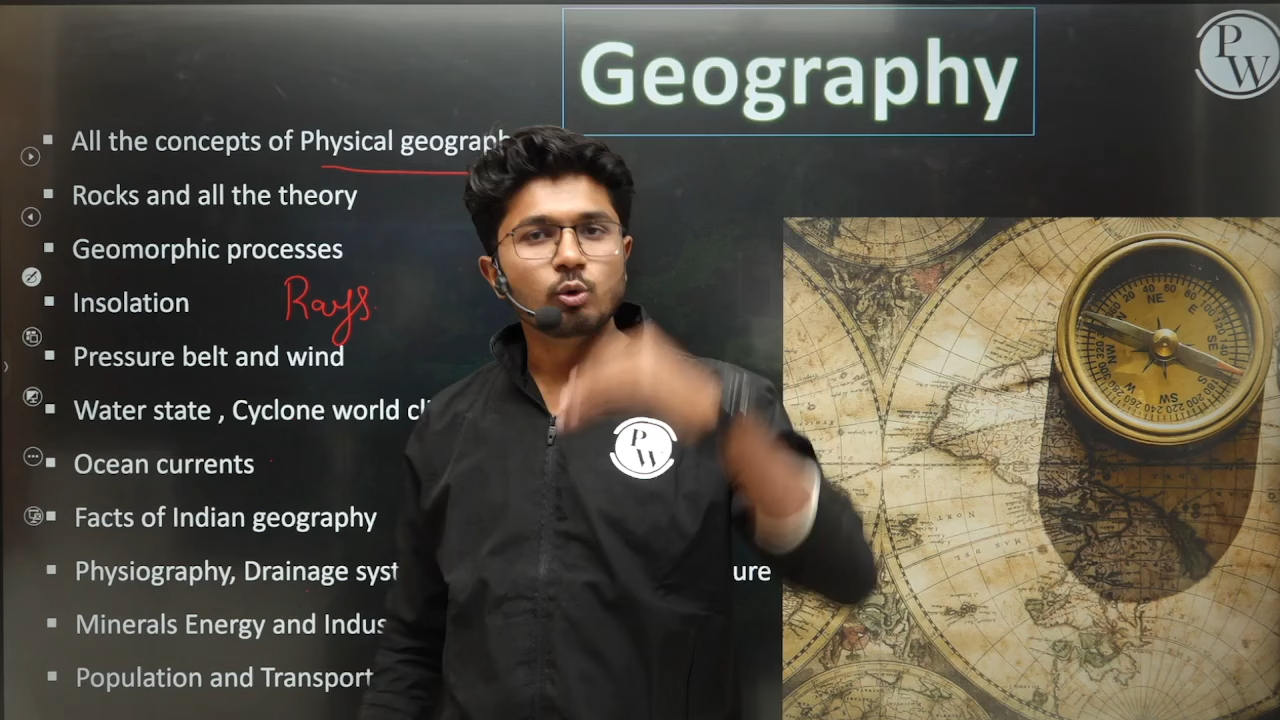 Geography
P
W
All the concepts of Physical geograph
Rocks and all the theory
Geomorphic processes
Insolation
Rays.
Pressure belt and wind
Water state , Cyclone world cli
Ocean currents
Facts of Indian geography
Physiography, Drainage syst ure
Minerals Energy and Indus
Population and Transport
P
W